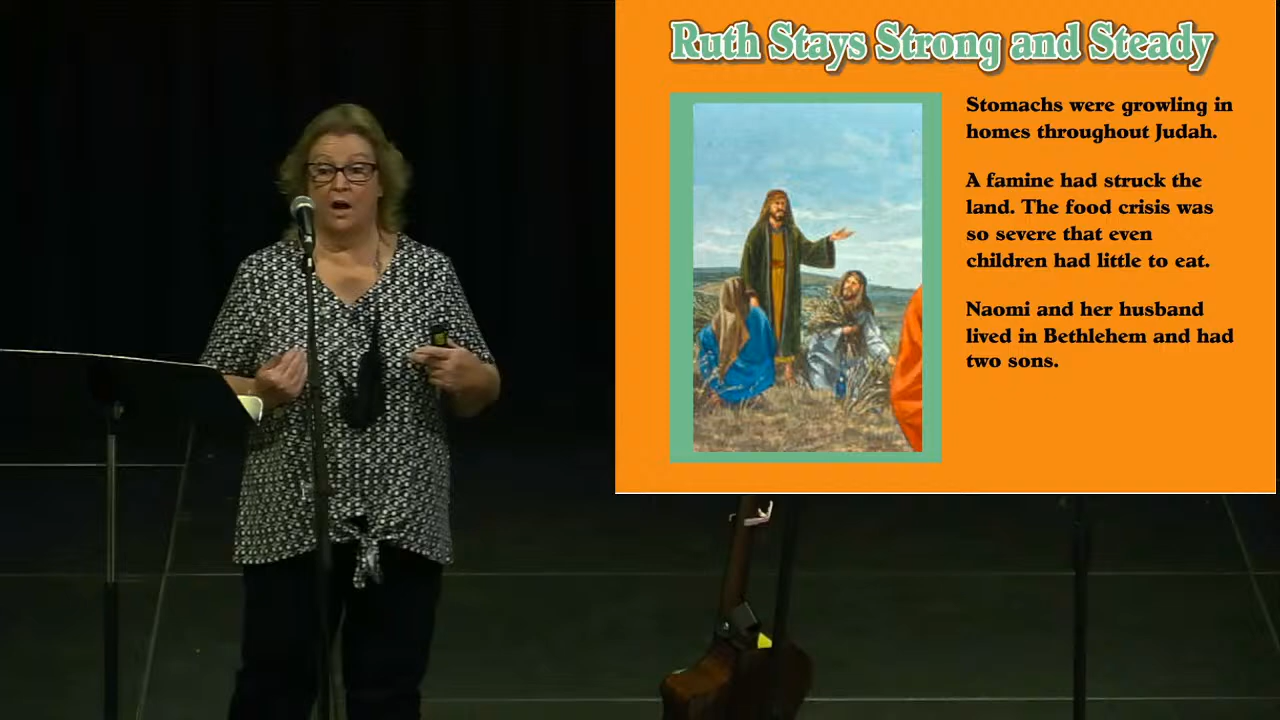 Ruth Stays Strong and Steady
Stomachs were growling in
homes throughout Judah.
A famine had struck the
land. The food crisis was
so severe that even
children had little to eat.
Naomi and her husband
lived in Bethlehem and had
two sons.